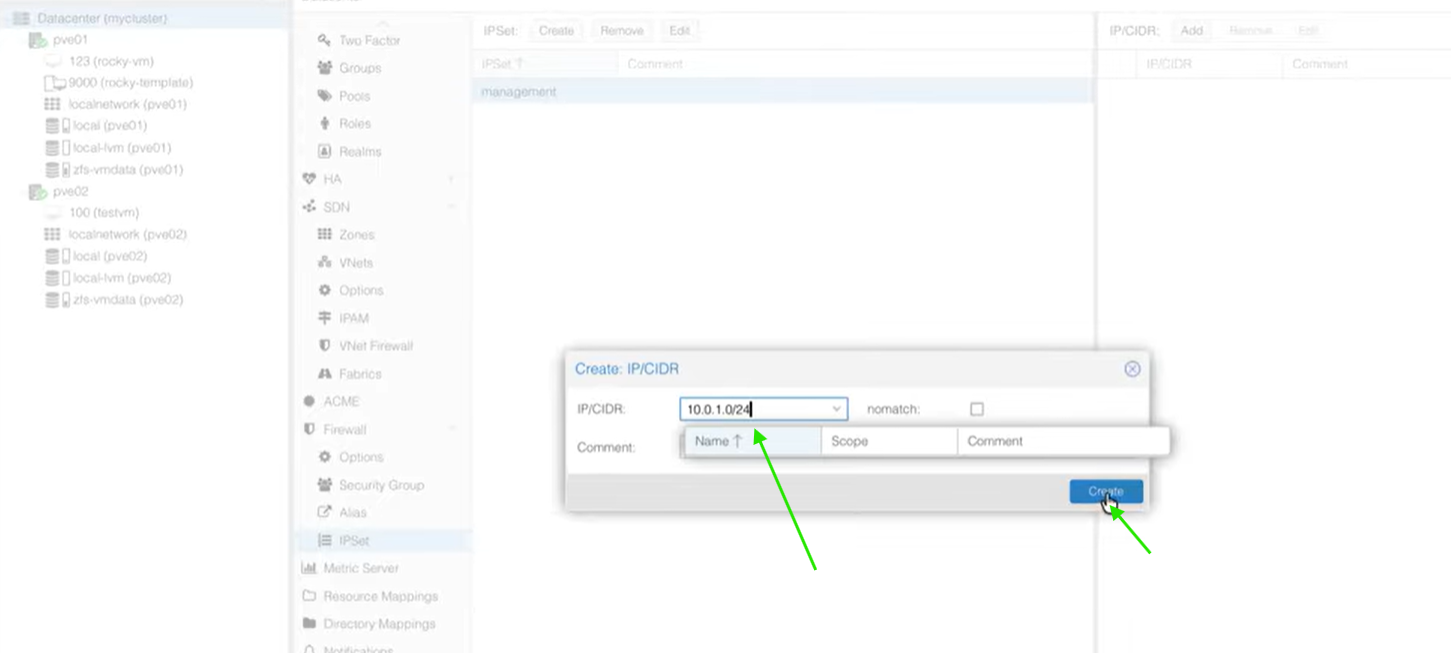 Datacenter (mycluster)
pve01
123 (rocky-vm)
9000 (rocky-template)
localnetwork (pve01)
local (pve01)
local-lvm (pve01)
zfs-vmdata (pve01)
pve02
100 (testvm)
localnetwork (pve02)
local (pve02)
local-lvm (pve02)
zfs-vmdata (pve02)
Two Factor
Groups
Pools
Roles
Realms
HA
SDN
Zones
VNets
Options
IPAM
VNet Firewall
Fabrics
ACME
Firewall
Options
Security Group
Alias
IPSet
Metric Server
Resource Mappings
Directory Mappings
Notifications
IPSet: Create Remove Edit
IPSet ↑ Comment
management
IP/CIDR: Add Remove Edit
IP/CIDR Comment
Create: IP/CIDR
IP/CIDR: 10.0.1.0/24 nomatch:
Comment: Name ↑ Scope Comment
Create